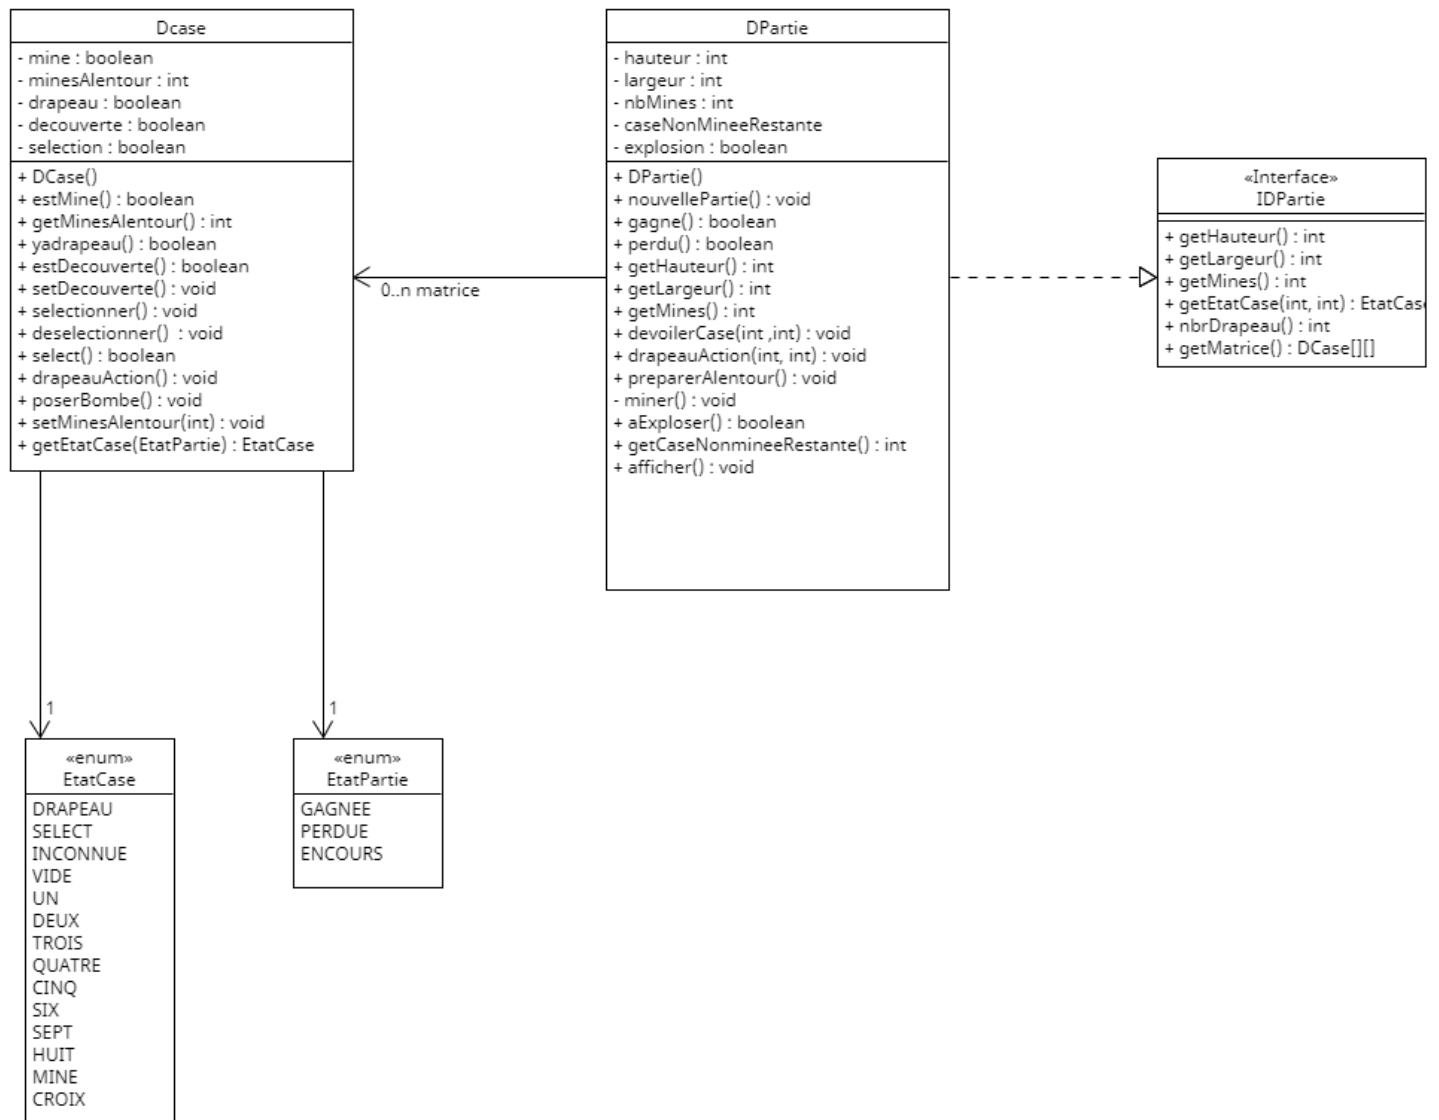 Dcase
- mine : boolean
- minesAlentour : int
- drapeau : boolean
- decouverte : boolean
- selection : boolean
+ DCase()
+ estMine() : boolean
+ getMinesAlentour() : int
+ yadrapeau() : boolean
+ estDecouverte() : boolean
+ setDecouverte() : void
+ selectionner() : void
+ deselectionner()  : void
+ select() : boolean
+ drapeauAction() : void
+ poserBombe() : void
+ setMinesAlentour(int) : void
+ getEtatCase(EtatPartie) : EtatCase
DPartie
- hauteur : int
- largeur : int
- nbMines : int
- caseNonMineeRestante
- explosion : boolean
+ DPartie()
+ nouvellePartie() : void
+ gagne() : boolean
+ perdu() : boolean
+ getHauteur() : int
+ getLargeur() : int
+ getMines() : int
+ devoilerCase(int ,int) : void
+ drapeauAction(int, int) : void
+ preparerAlentour() : void
- miner() : void
+ aExploser() : boolean
+ getCaseNonmineeRestante() : int
+ afficher() : void
0..n matrice
«Interface»
IDPartie
+ getHauteur() : int
+ getLargeur() : int
+ getMines() : int
+ getEtatCase(int, int) : EtatCas
+ nbrDrapeau() : int
+ getMatrice() : DCase[][]
1
1
«enum»
EtatCase
DRAPEAU
SELECT
INCONNUE
VIDE
UN
DEUX
TROIS
QUATRE
CINQ
SIX
SEPT
HUIT
MINE
CROIX
«enum»
EtatPartie
GAGNEE
PERDUE
ENCOURS